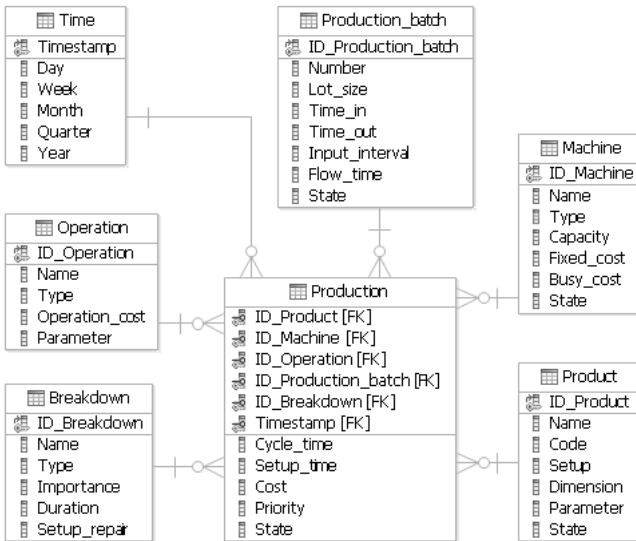 Time
Timestamp
Day
Week
Month
Quarter
Year
Production_batch
ID_Production_batch
Number
Lot_size
Time_in
Time_out
Input_interval
Flow_time
State
Machine
ID_Machine
Name
Type
Capacity
Fixed_cost
Busy_cost
State
Operation
ID_Operation
Name
Type
Operation_cost
Parameter
Production
ID_Product [FK]
ID_Machine [FK]
ID_Operation [FK]
ID_Production_batch [FK]
ID_Breakdown [FK]
Timestamp [FK]
Cycle_time
Setup_time
Cost
Priority
State
Breakdown
ID_Breakdown
Name
Type
Importance
Duration
Setup_repair
Product
ID_Product
Name
Code
Setup
Dimension
Parameter
State